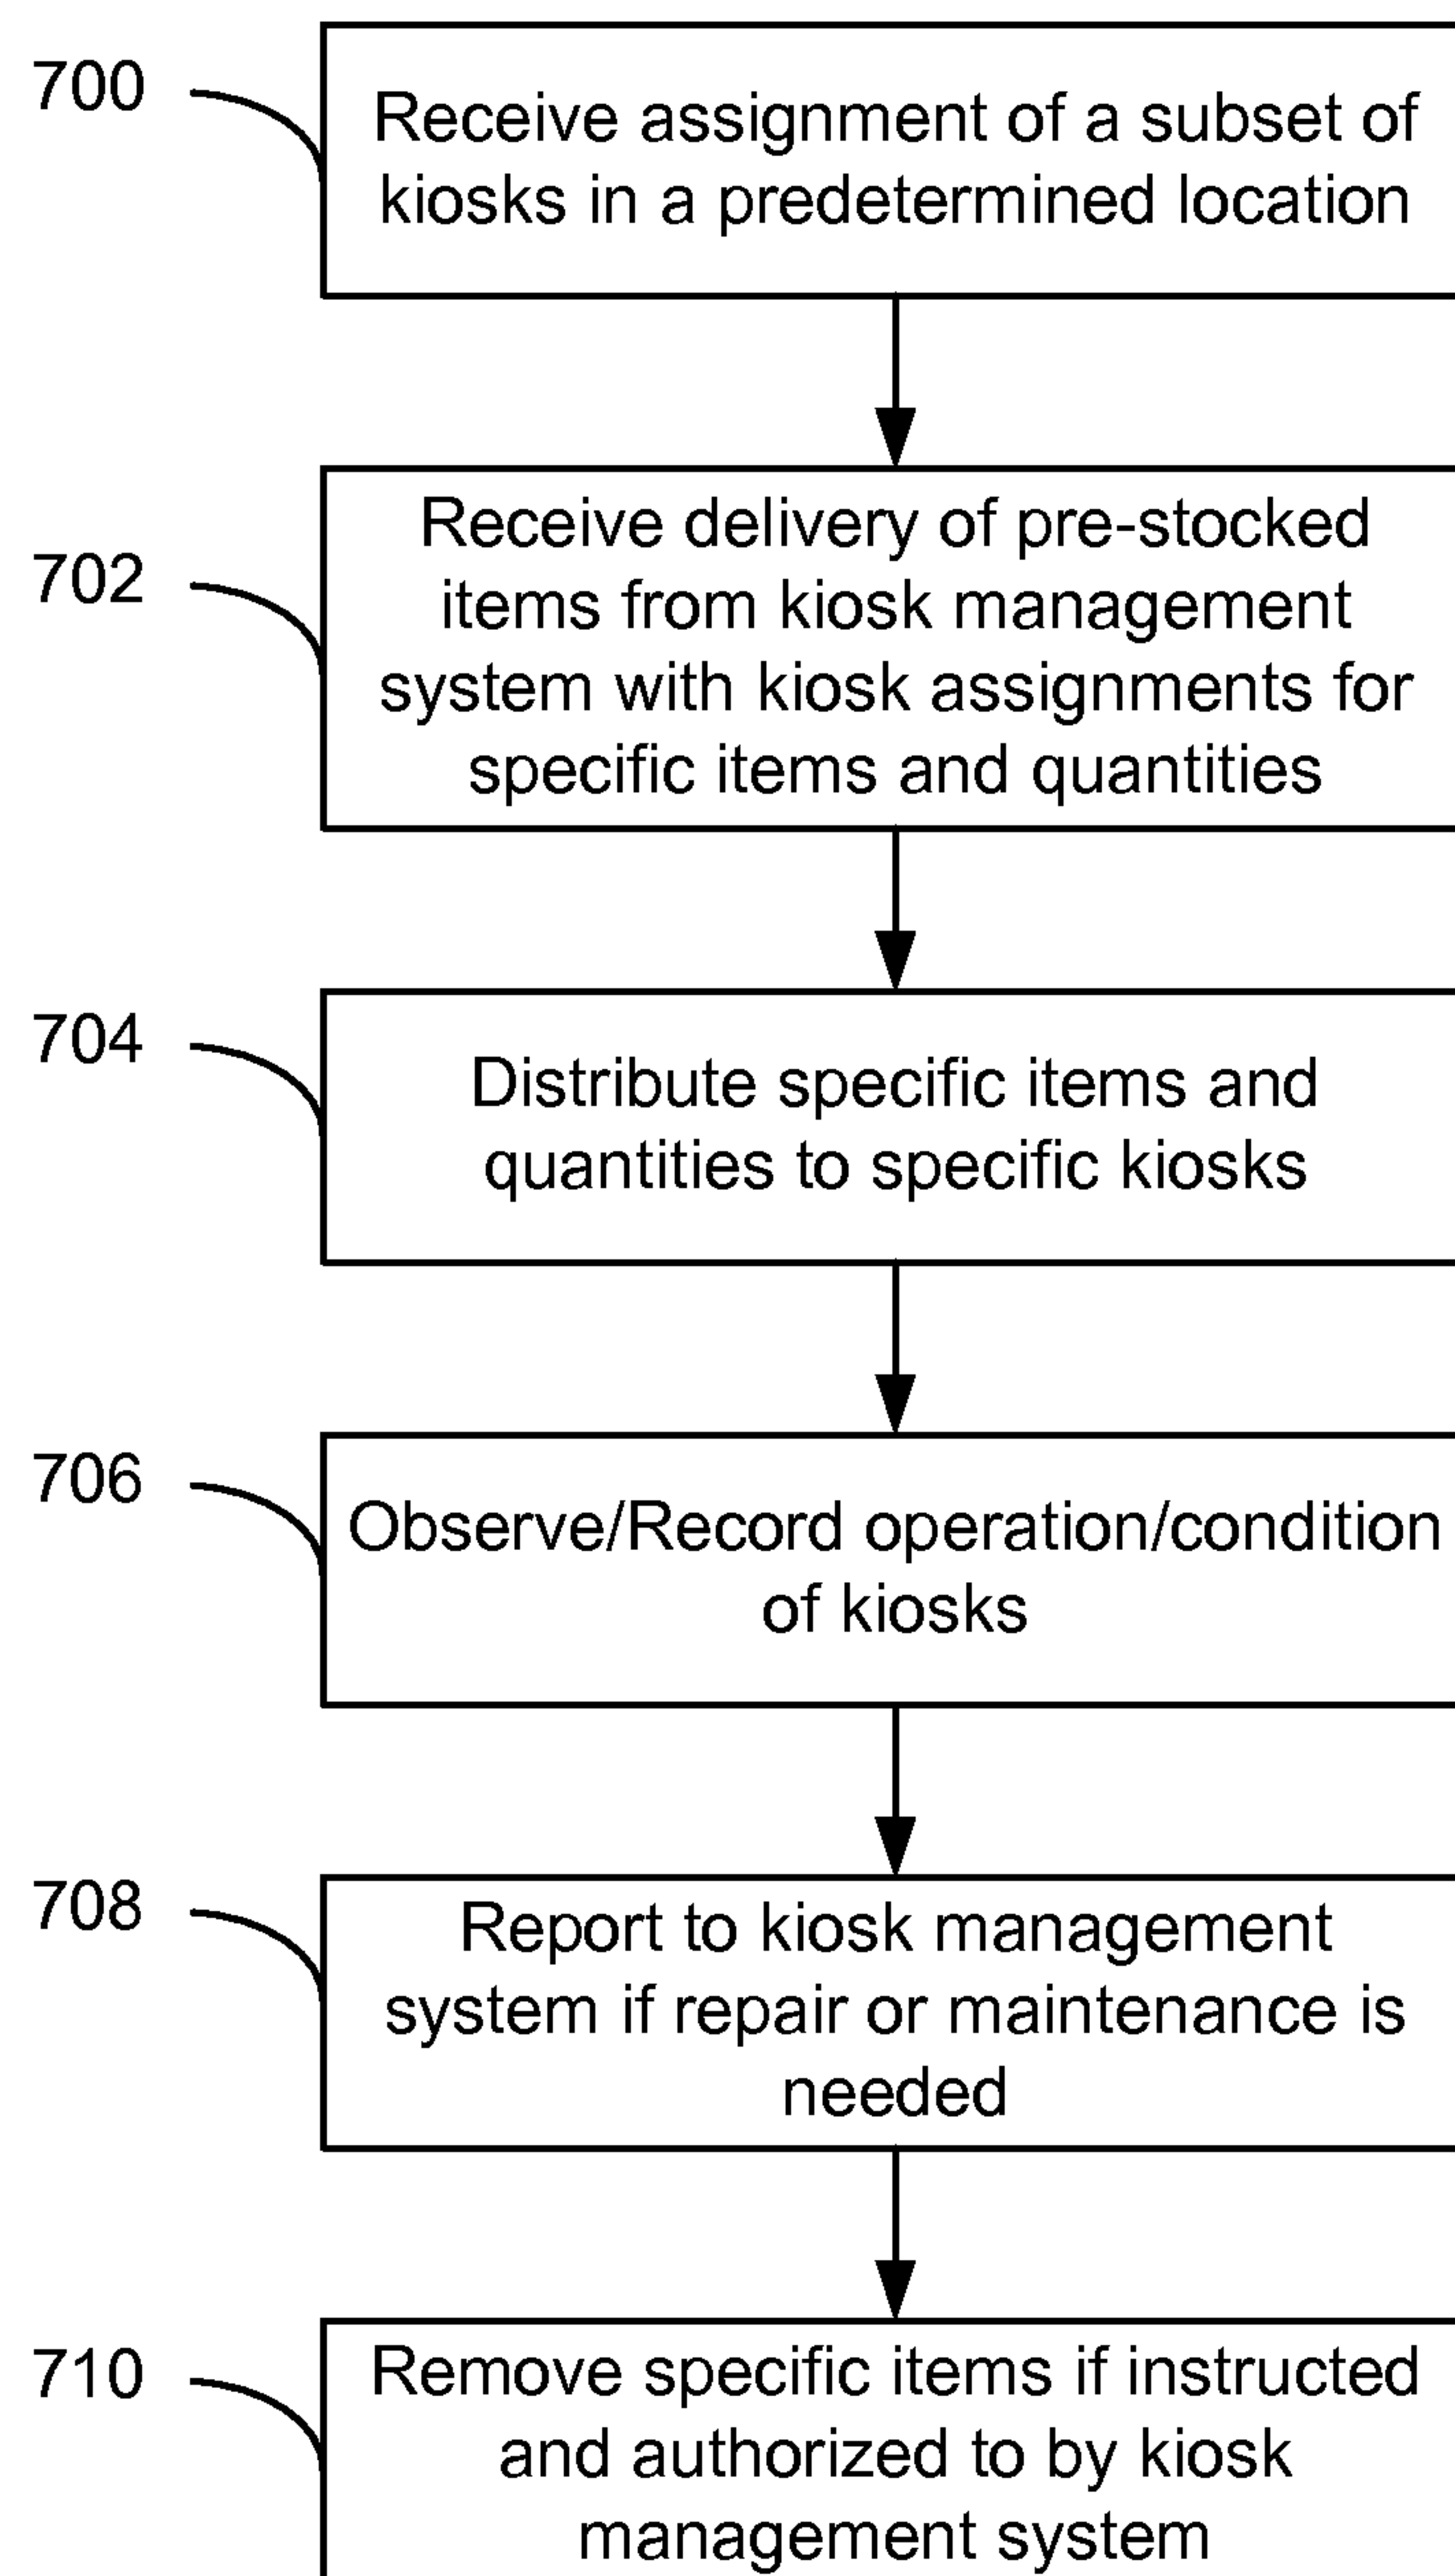 700
Receive assignment of a subset of
kiosks in a predetermined location
702
Receive delivery of pre-stocked
items from kiosk management
system with kiosk assignments for
specific items and quantities
704
Distribute specific items and
quantities to specific kiosks
706
Observe/Record operation/condition
of kiosks
708
Report to kiosk management
system if repair or maintenance is
needed
710
Remove specific items if instructed
and authorized to by kiosk
management system